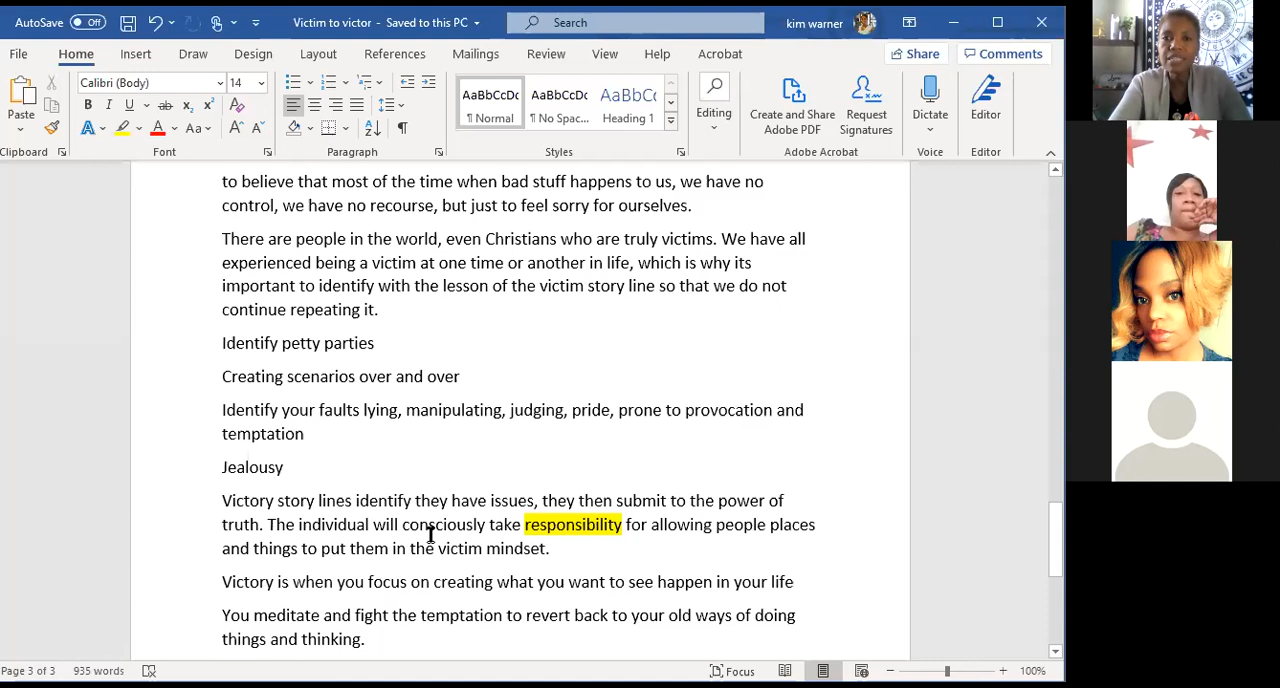 AutoSave Off Victim to victor - Saved to this PC Search kim warner
File Home Insert Draw Design Layout References Mailings Review View Help Acrobat Share Comments
Paste Calibri (Body) 14 AaBbCcDc AaBbCcDc AaBbCc Editing Create and Share Request Dictate Editor
B I U ab x₂ x² ¶ Normal ¶ No Spac... Heading 1 Adobe PDF Signatures
A A Aa A A
Clipboard Font Paragraph Styles Adobe Acrobat Voice Editor
to believe that most of the time when bad stuff happens to us, we have no
control, we have no recourse, but just to feel sorry for ourselves.
There are people in the world, even Christians who are truly victims. We have all
experienced being a victim at one time or another in life, which is why its
important to identify with the lesson of the victim story line so that we do not
continue repeating it.
Identify petty parties
Creating scenarios over and over
Identify your faults lying, manipulating, judging, pride, prone to provocation and
temptation
Jealousy
Victory story lines identify they have issues, they then submit to the power of
truth. The individual will consciously take responsibility for allowing people places
and things to put them in the victim mindset.
Victory is when you focus on creating what you want to see happen in your life
You meditate and fight the temptation to revert back to your old ways of doing
things and thinking.
Page 3 of 3 935 words Focus 100%